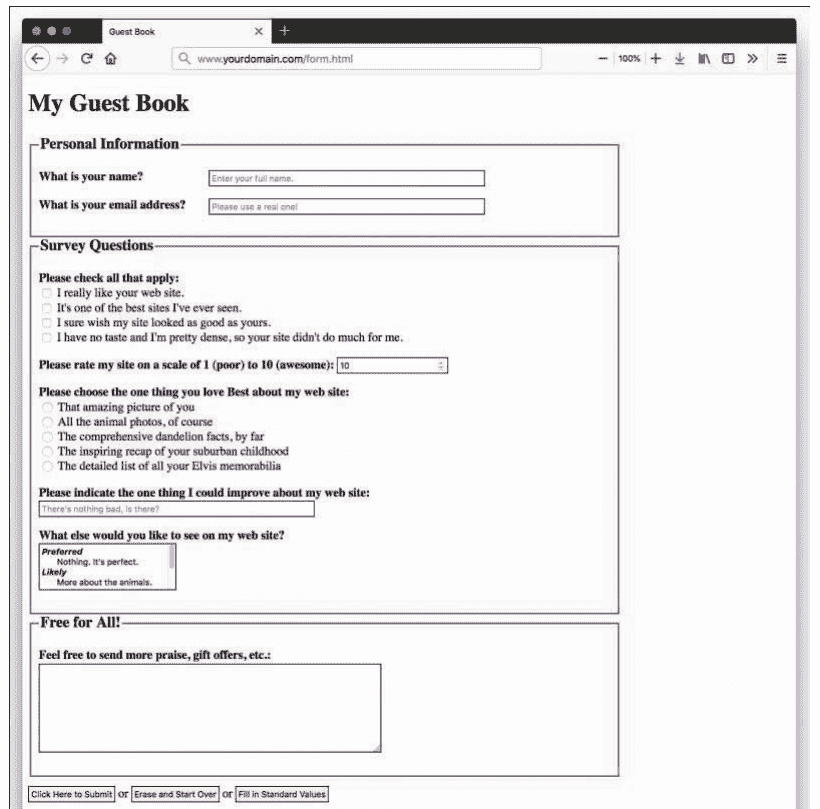 Guest Book
www.yourdomain.com/form.html
100%
My Guest Book
Personal Information
What is your name?
Enter your full name.
What is your email address?
Please use a real one!
Survey Questions
Please check all that apply:
I really like your web site.
It's one of the best sites I've ever seen.
I sure wish my site looked as good as yours.
I have no taste and I'm pretty dense, so your site didn't do much for me.
Please rate my site on a scale of 1 (poor) to 10 (awesome): 10
Please choose the one thing you love Best about my web site:
That amazing picture of you
All the animal photos, of course
The comprehensive dandelion facts, by far
The inspiring recap of your suburban childhood
The detailed list of all your Elvis memorabilia
Please indicate the one thing I could improve about my web site:
There's nothing bad, is there?
What else would you like to see on my web site?
Preferred
Nothing. It's perfect.
Likely
More about the animals.
Free for All!
Feel free to send more praise, gift offers, etc.:
Click Here to Submit or Erase and Start Over or Fill in Standard Values